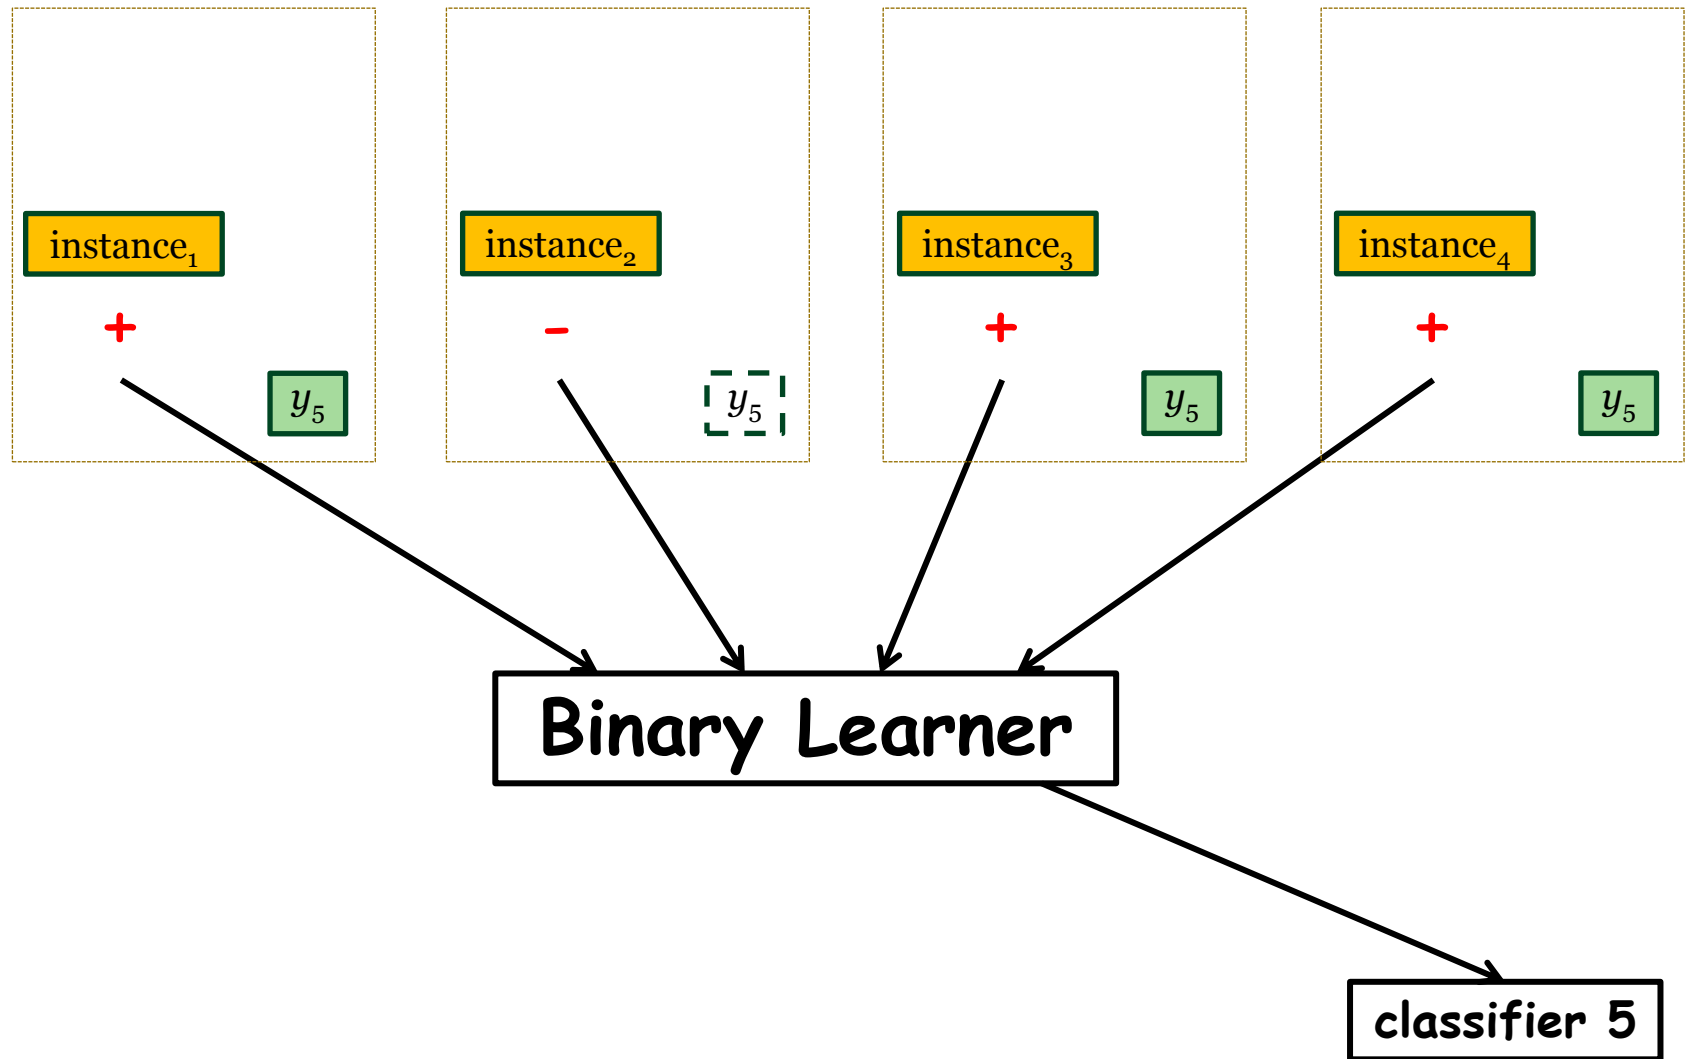 instance₁
instance₂
instance₃
instance₄
+
-
+
+
y₅
y₅
y₅
y₅
Binary Learner
classifier 5